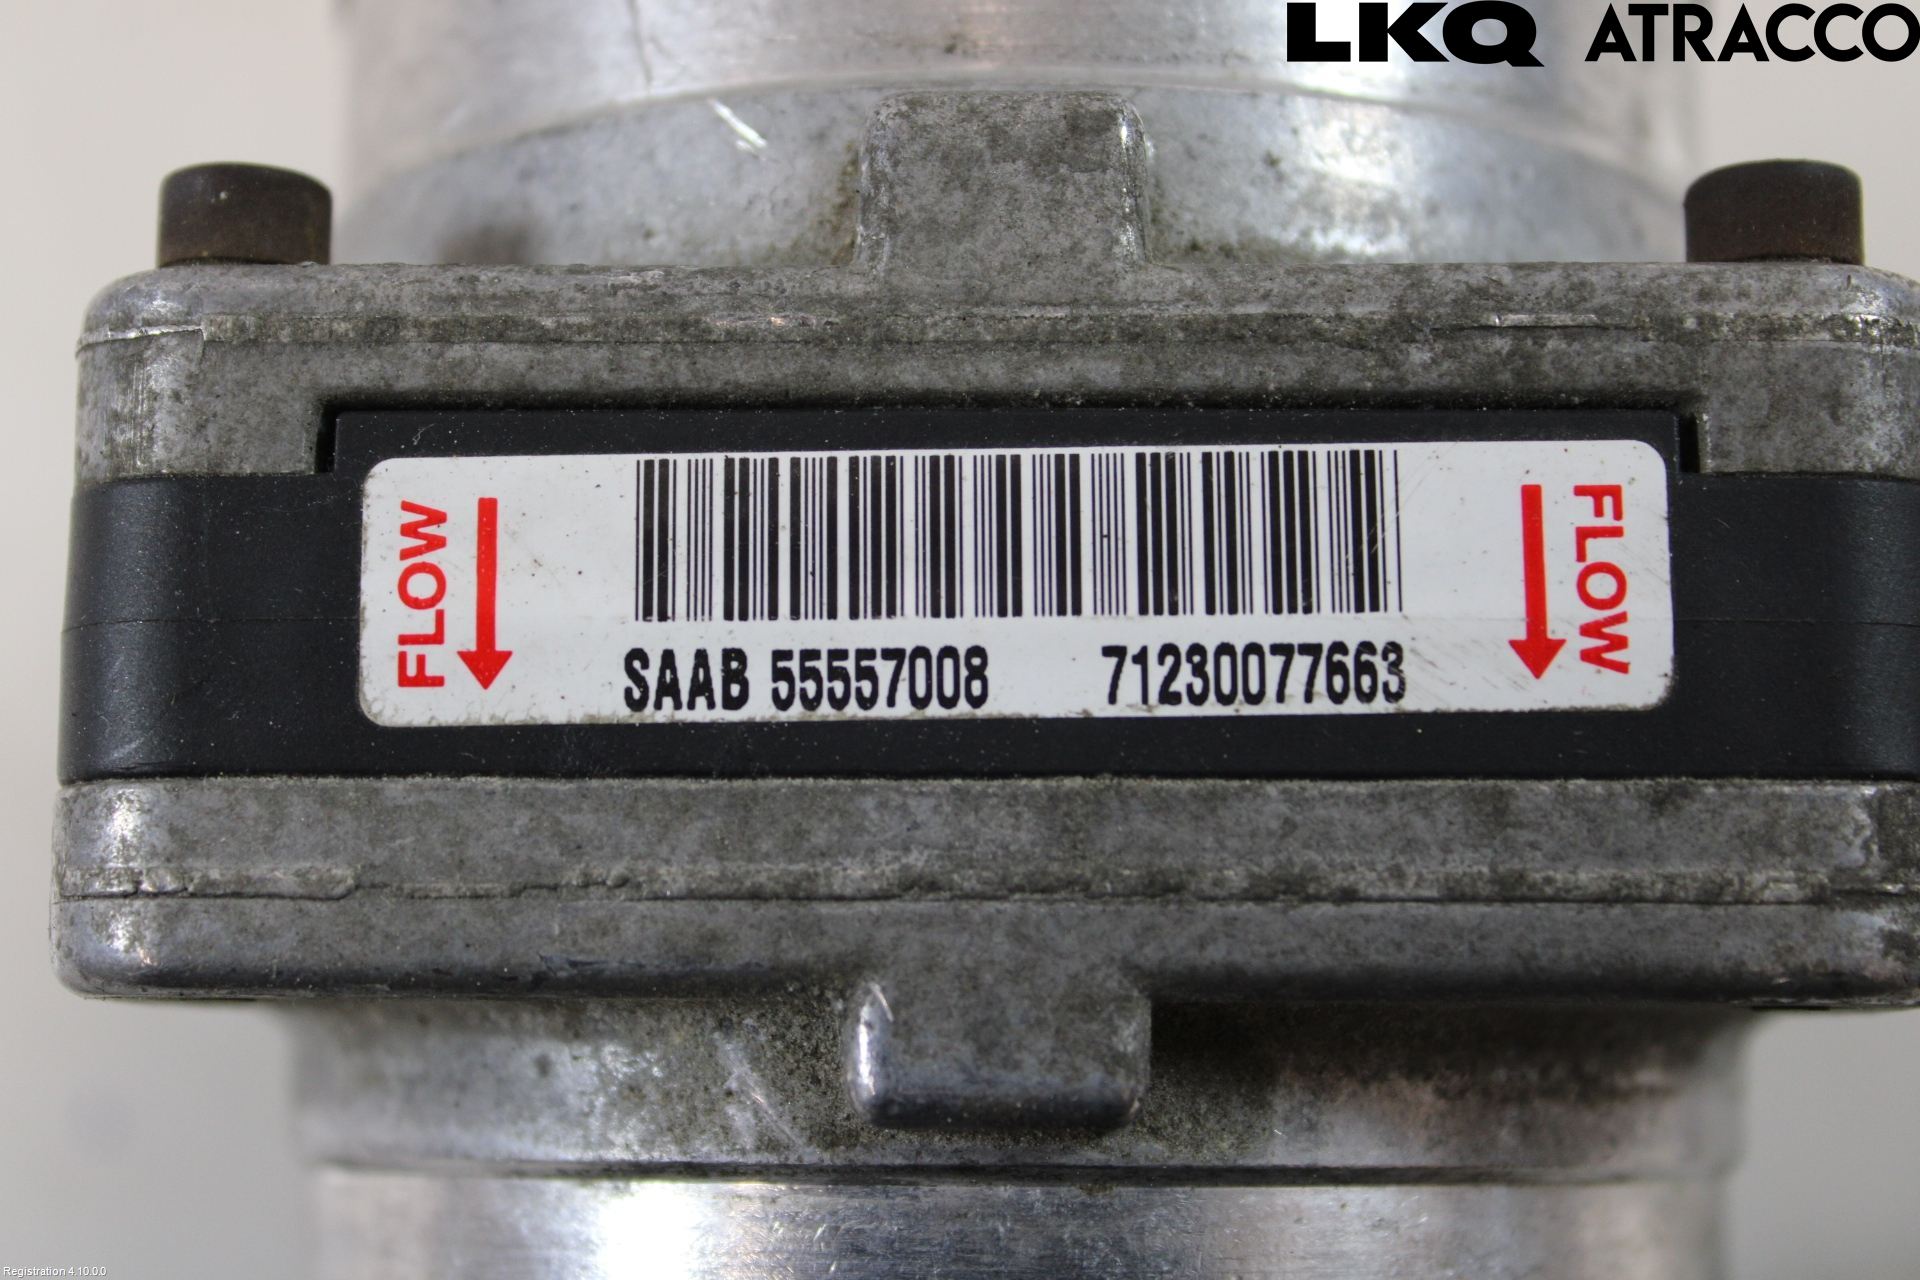 LKQ ATRACCO
FLOW
FLOW
SAAB 55557008 71230077663
Registration 4.10.0.0